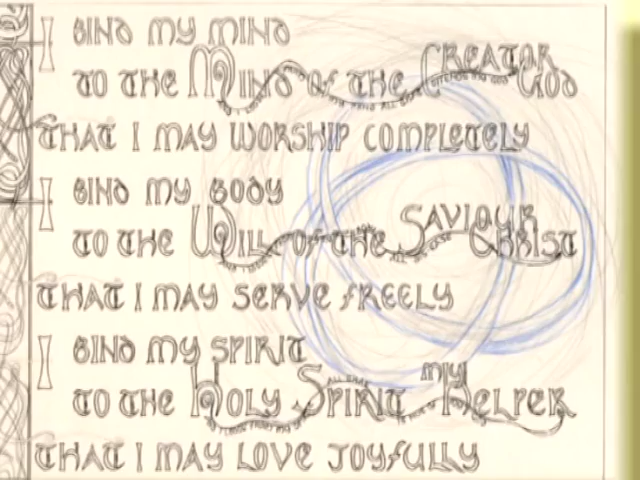 I BIND MY MIND
TO THE MIND OF THE CREATOR GOD
THAT I MAY WORSHIP COMPLETELY
I BIND MY BODY
TO THE WILL OF THE SAVIOUR CHRIST
THAT I MAY SERVE FREELY
I BIND MY SPIRIT
TO THE HOLY SPIRIT HELPER
THAT I MAY LOVE JOYFULLY